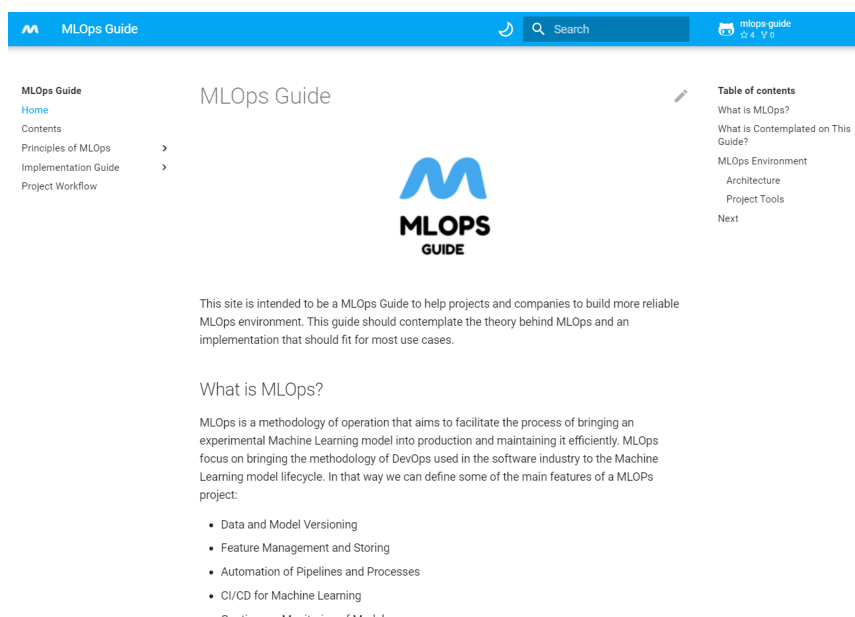 MLOps Guide
Search
mlops-guide
4 0
MLOps Guide
Home
Contents
Principles of MLOps
Implementation Guide
Project Workflow
MLOps Guide
MLOPS
GUIDE
This site is intended to be a MLOps Guide to help projects and companies to build more reliable
MLOps environment. This guide should contemplate the theory behind MLOps and an
implementation that should fit for most use cases.
What is MLOps?
MLOps is a methodology of operation that aims to facilitate the process of bringing an
experimental Machine Learning model into production and maintaining it efficiently. MLOps
focus on bringing the methodology of DevOps used in the software industry to the Machine
Learning model lifecycle. In that way we can define some of the main features of a MLOPs
project:
Data and Model Versioning
Feature Management and Storing
Automation of Pipelines and Processes
CI/CD for Machine Learning
Table of contents
What is MLOps?
What is Contemplated on This
Guide?
MLOps Environment
Architecture
Project Tools
Next